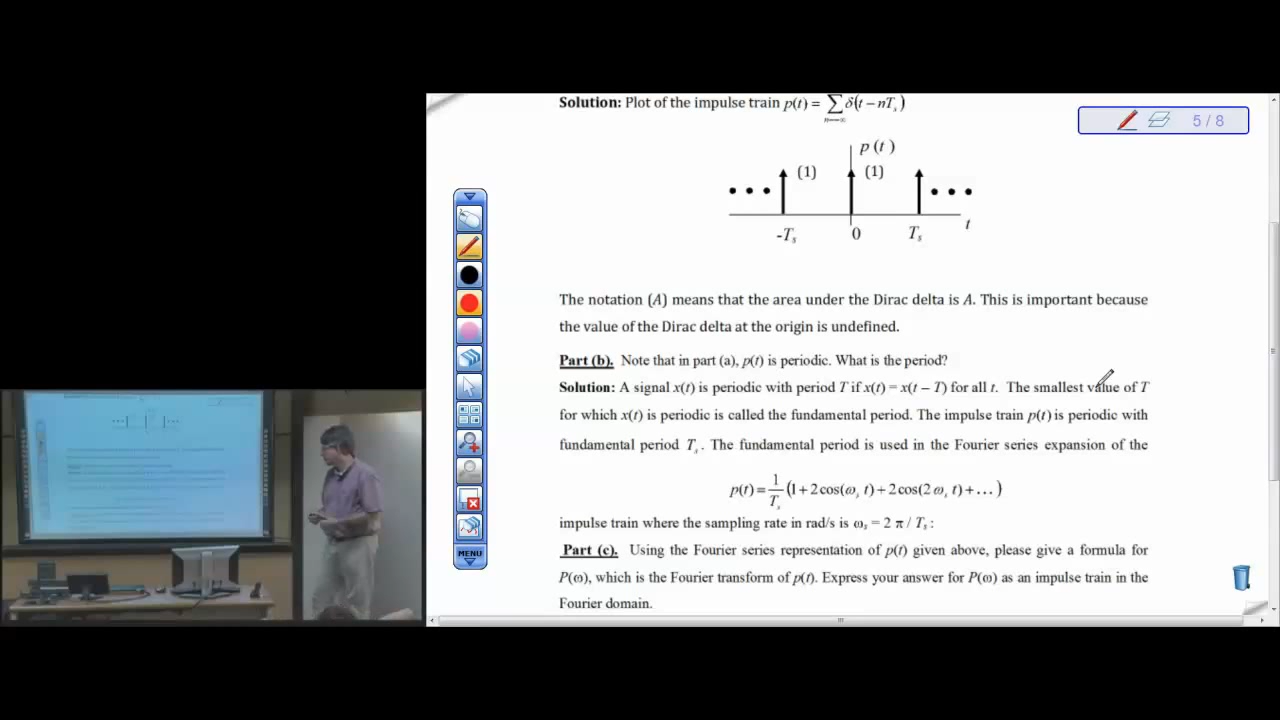 Solution: Plot of the impulse train p(t) = ∑ δ(t − nTₛ)
n=−∞
5 / 8
p (t)
(1) (1)
-Tₛ 0 Tₛ t
The notation (A) means that the area under the Dirac delta is A. This is important because
the value of the Dirac delta at the origin is undefined.
Part (b). Note that in part (a), p(t) is periodic. What is the period?
Solution: A signal x(t) is periodic with period T if x(t) = x(t − T) for all t. The smallest value of T
for which x(t) is periodic is called the fundamental period. The impulse train p(t) is periodic with
fundamental period Tₛ. The fundamental period is used in the Fourier series expansion of the
p(t) = 1/Tₛ (1 + 2 cos(ωₛ t) + 2 cos(2 ωₛ t) + …)
impulse train where the sampling rate in rad/s is ωₛ = 2 π / Tₛ :
Part (c). Using the Fourier series representation of p(t) given above, please give a formula for
P(ω), which is the Fourier transform of p(t). Express your answer for P(ω) as an impulse train in the
Fourier domain.
MENU